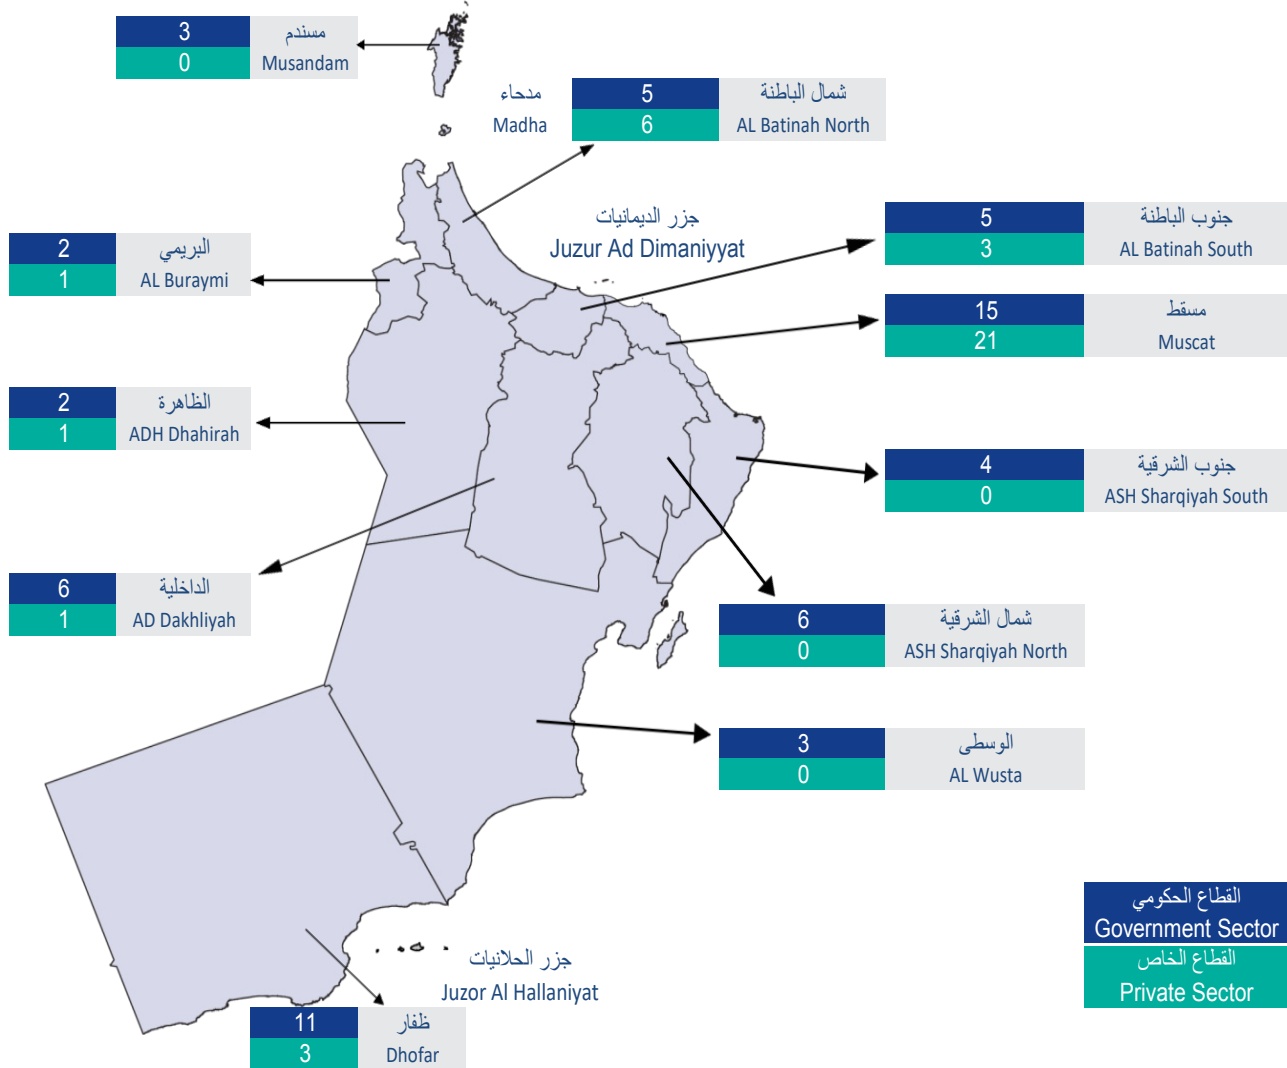 3
مسندم
0
Musandam
مدحاء
Madha
5
شمال الباطنة
6
AL Batinah North
جزر الديمانيات
Juzur Ad Dimaniyyat
5
جنوب الباطنة
3
AL Batinah South
2
البريمي
1
AL Buraymi
15
مسقط
21
Muscat
2
الظاهرة
1
ADH Dhahirah
4
جنوب الشرقية
0
ASH Sharqiyah South
6
الداخلية
1
AD Dakhliyah
6
شمال الشرقية
0
ASH Sharqiyah North
3
الوسطى
0
AL Wusta
القطاع الحكومي
Government Sector
القطاع الخاص
Private Sector
جزر الحلانيات
Juzor Al Hallaniyat
11
ظفار
3
Dhofar